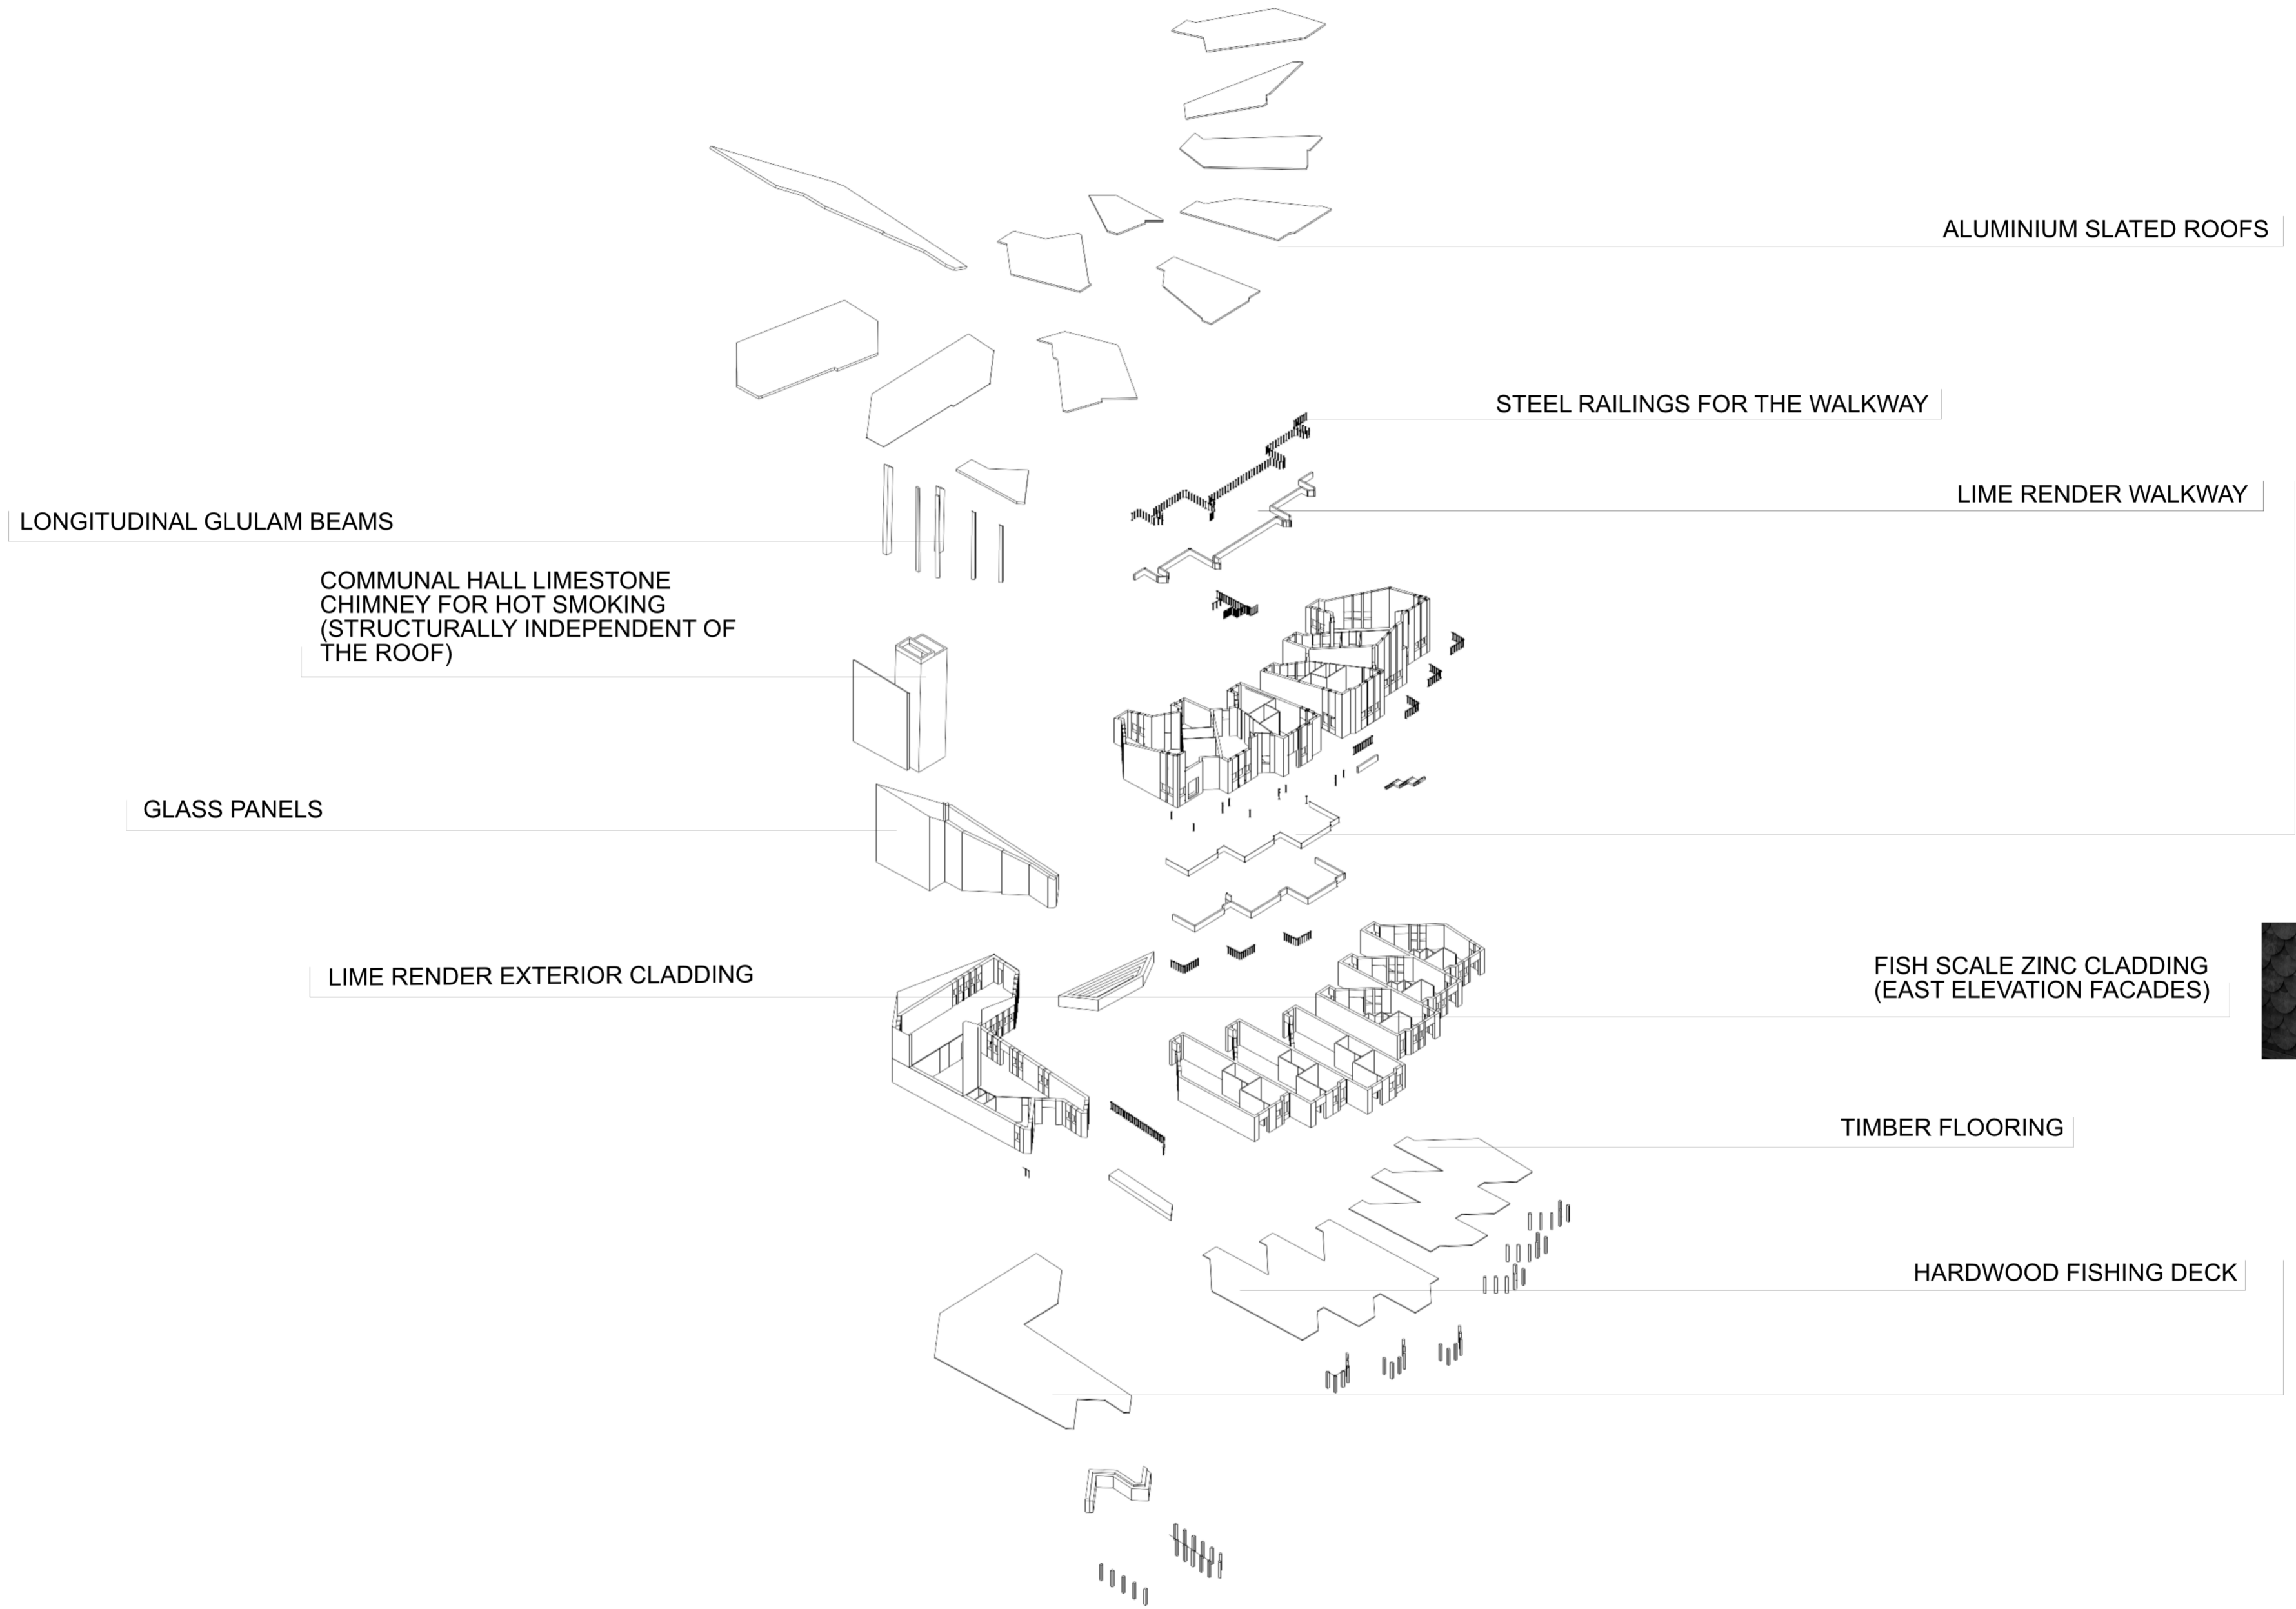 ALUMINIUM SLATED ROOFS
STEEL RAILINGS FOR THE WALKWAY
LIME RENDER WALKWAY
LONGITUDINAL GLULAM BEAMS
COMMUNAL HALL LIMESTONE
CHIMNEY FOR HOT SMOKING
(STRUCTURALLY INDEPENDENT OF
THE ROOF)
GLASS PANELS
LIME RENDER EXTERIOR CLADDING
FISH SCALE ZINC CLADDING
(EAST ELEVATION FACADES)
TIMBER FLOORING
HARDWOOD FISHING DECK